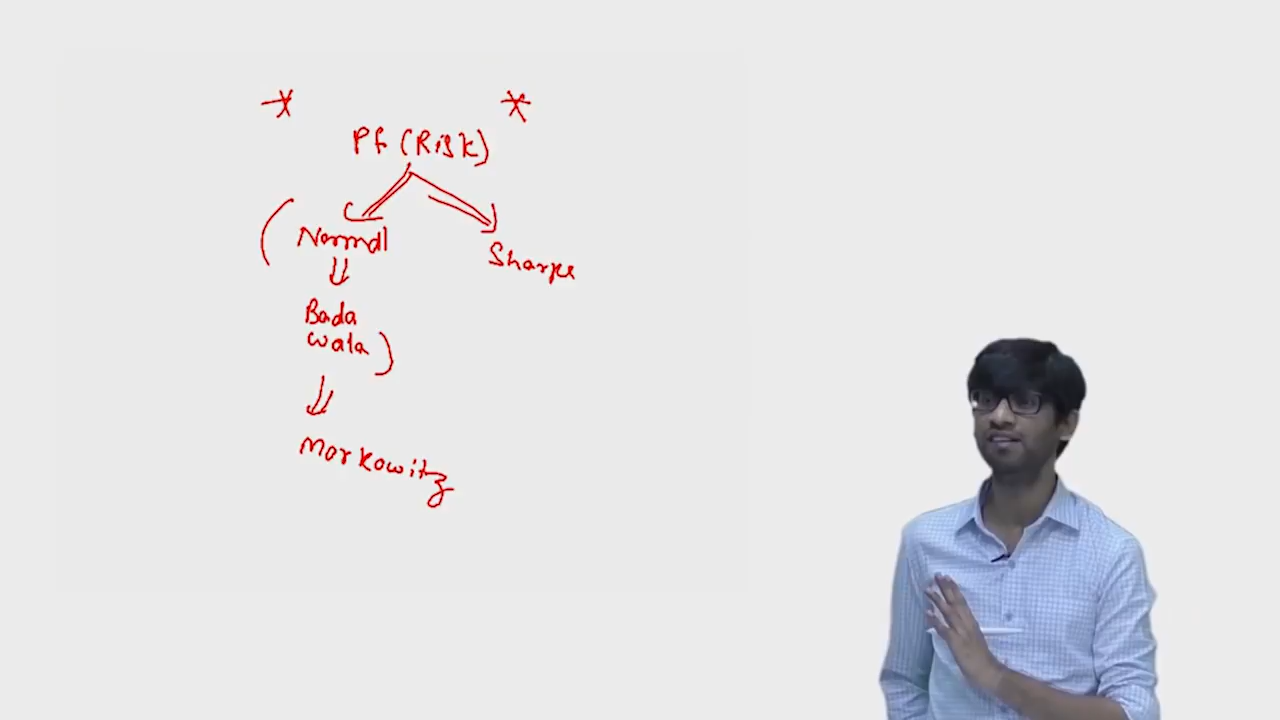 * *
Pf (Risk)
(Normal
Sharpe
Bada
wala)
Markowitz